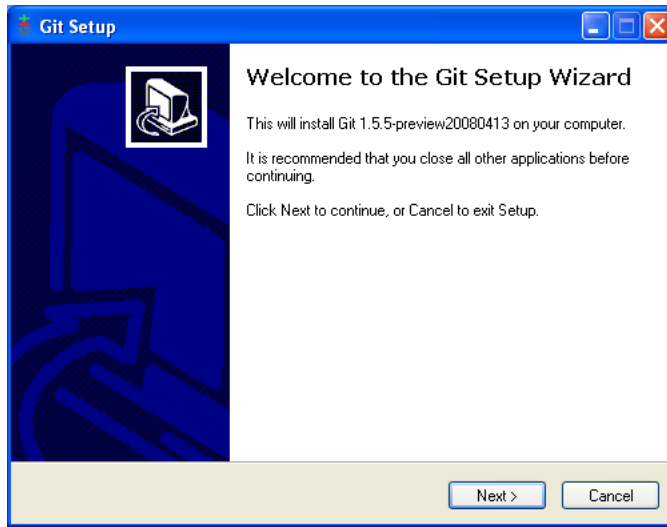 Git Setup
Welcome to the Git Setup Wizard
This will install Git 1.5.5-preview20080413 on your computer.
It is recommended that you close all other applications before
continuing.
Click Next to continue, or Cancel to exit Setup.
Next >
Cancel